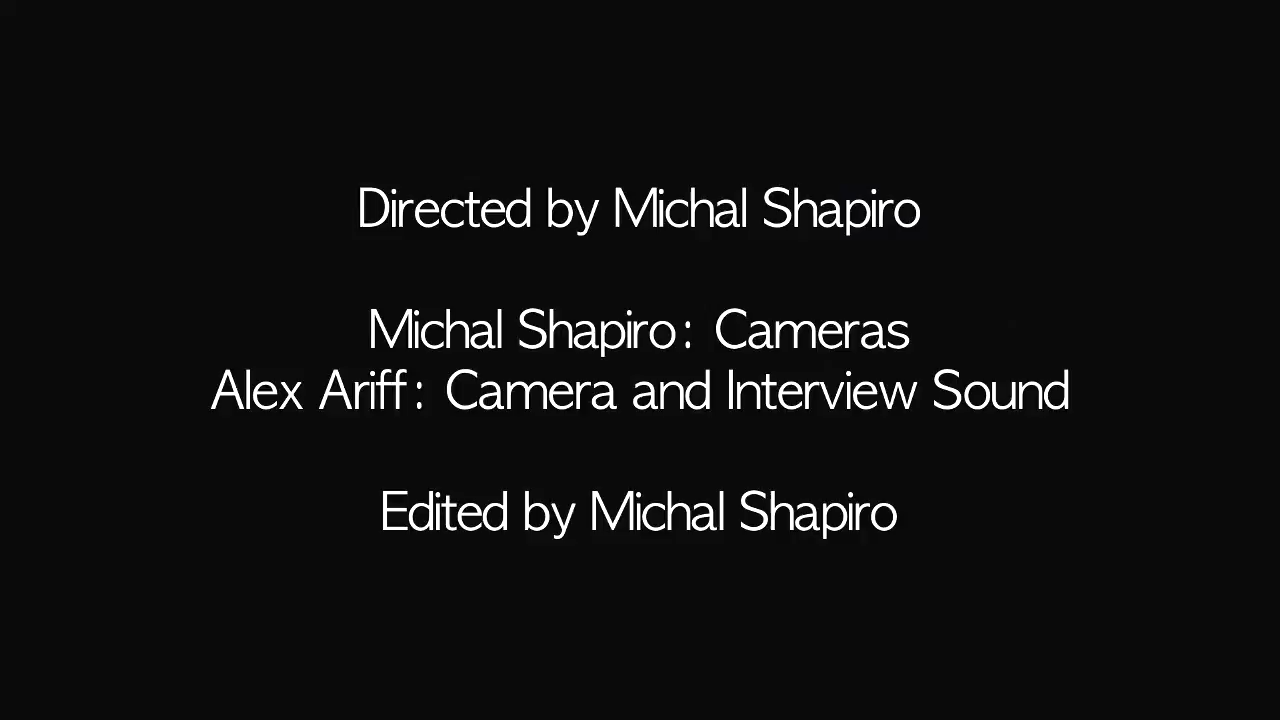 Directed by Michal Shapiro
Michal Shapiro: Cameras
Alex Ariff: Camera and Interview Sound
Edited by Michal Shapiro